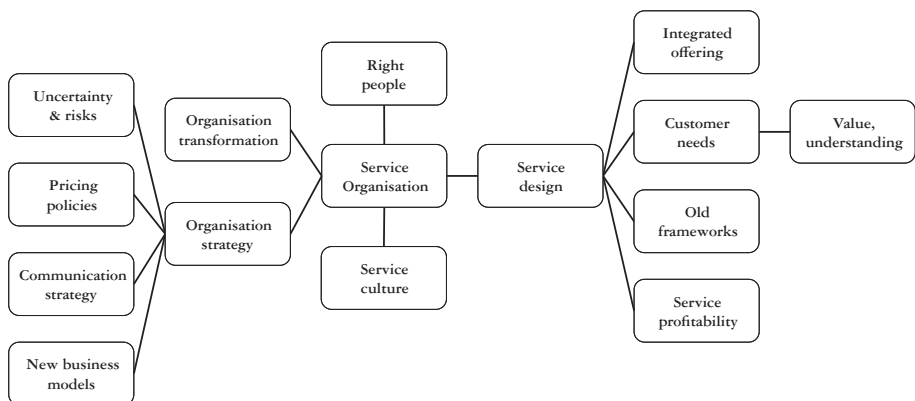 Integrated
offering
Right
people
Uncertainty
& risks
Organisation
transformation
Customer
needs
Value,
understanding
Service
Organisation
Service
design
Pricing
policies
Organisation
strategy
Old
frameworks
Communication
strategy
Service
culture
Service
profitability
New business
models